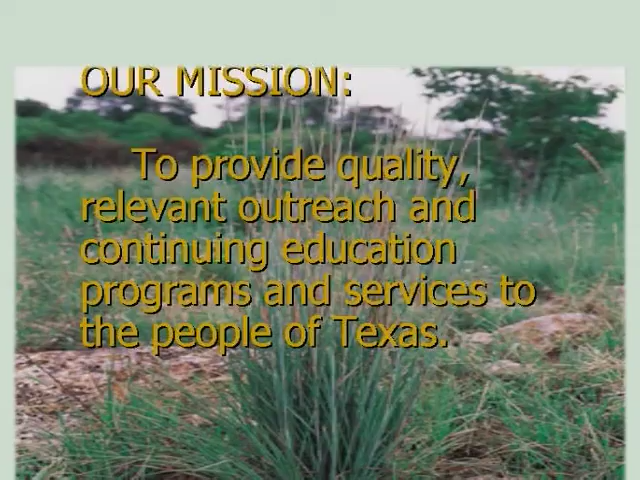 OUR MISSION:
To provide quality,
relevant outreach and
continuing education
programs and services to
the people of Texas.